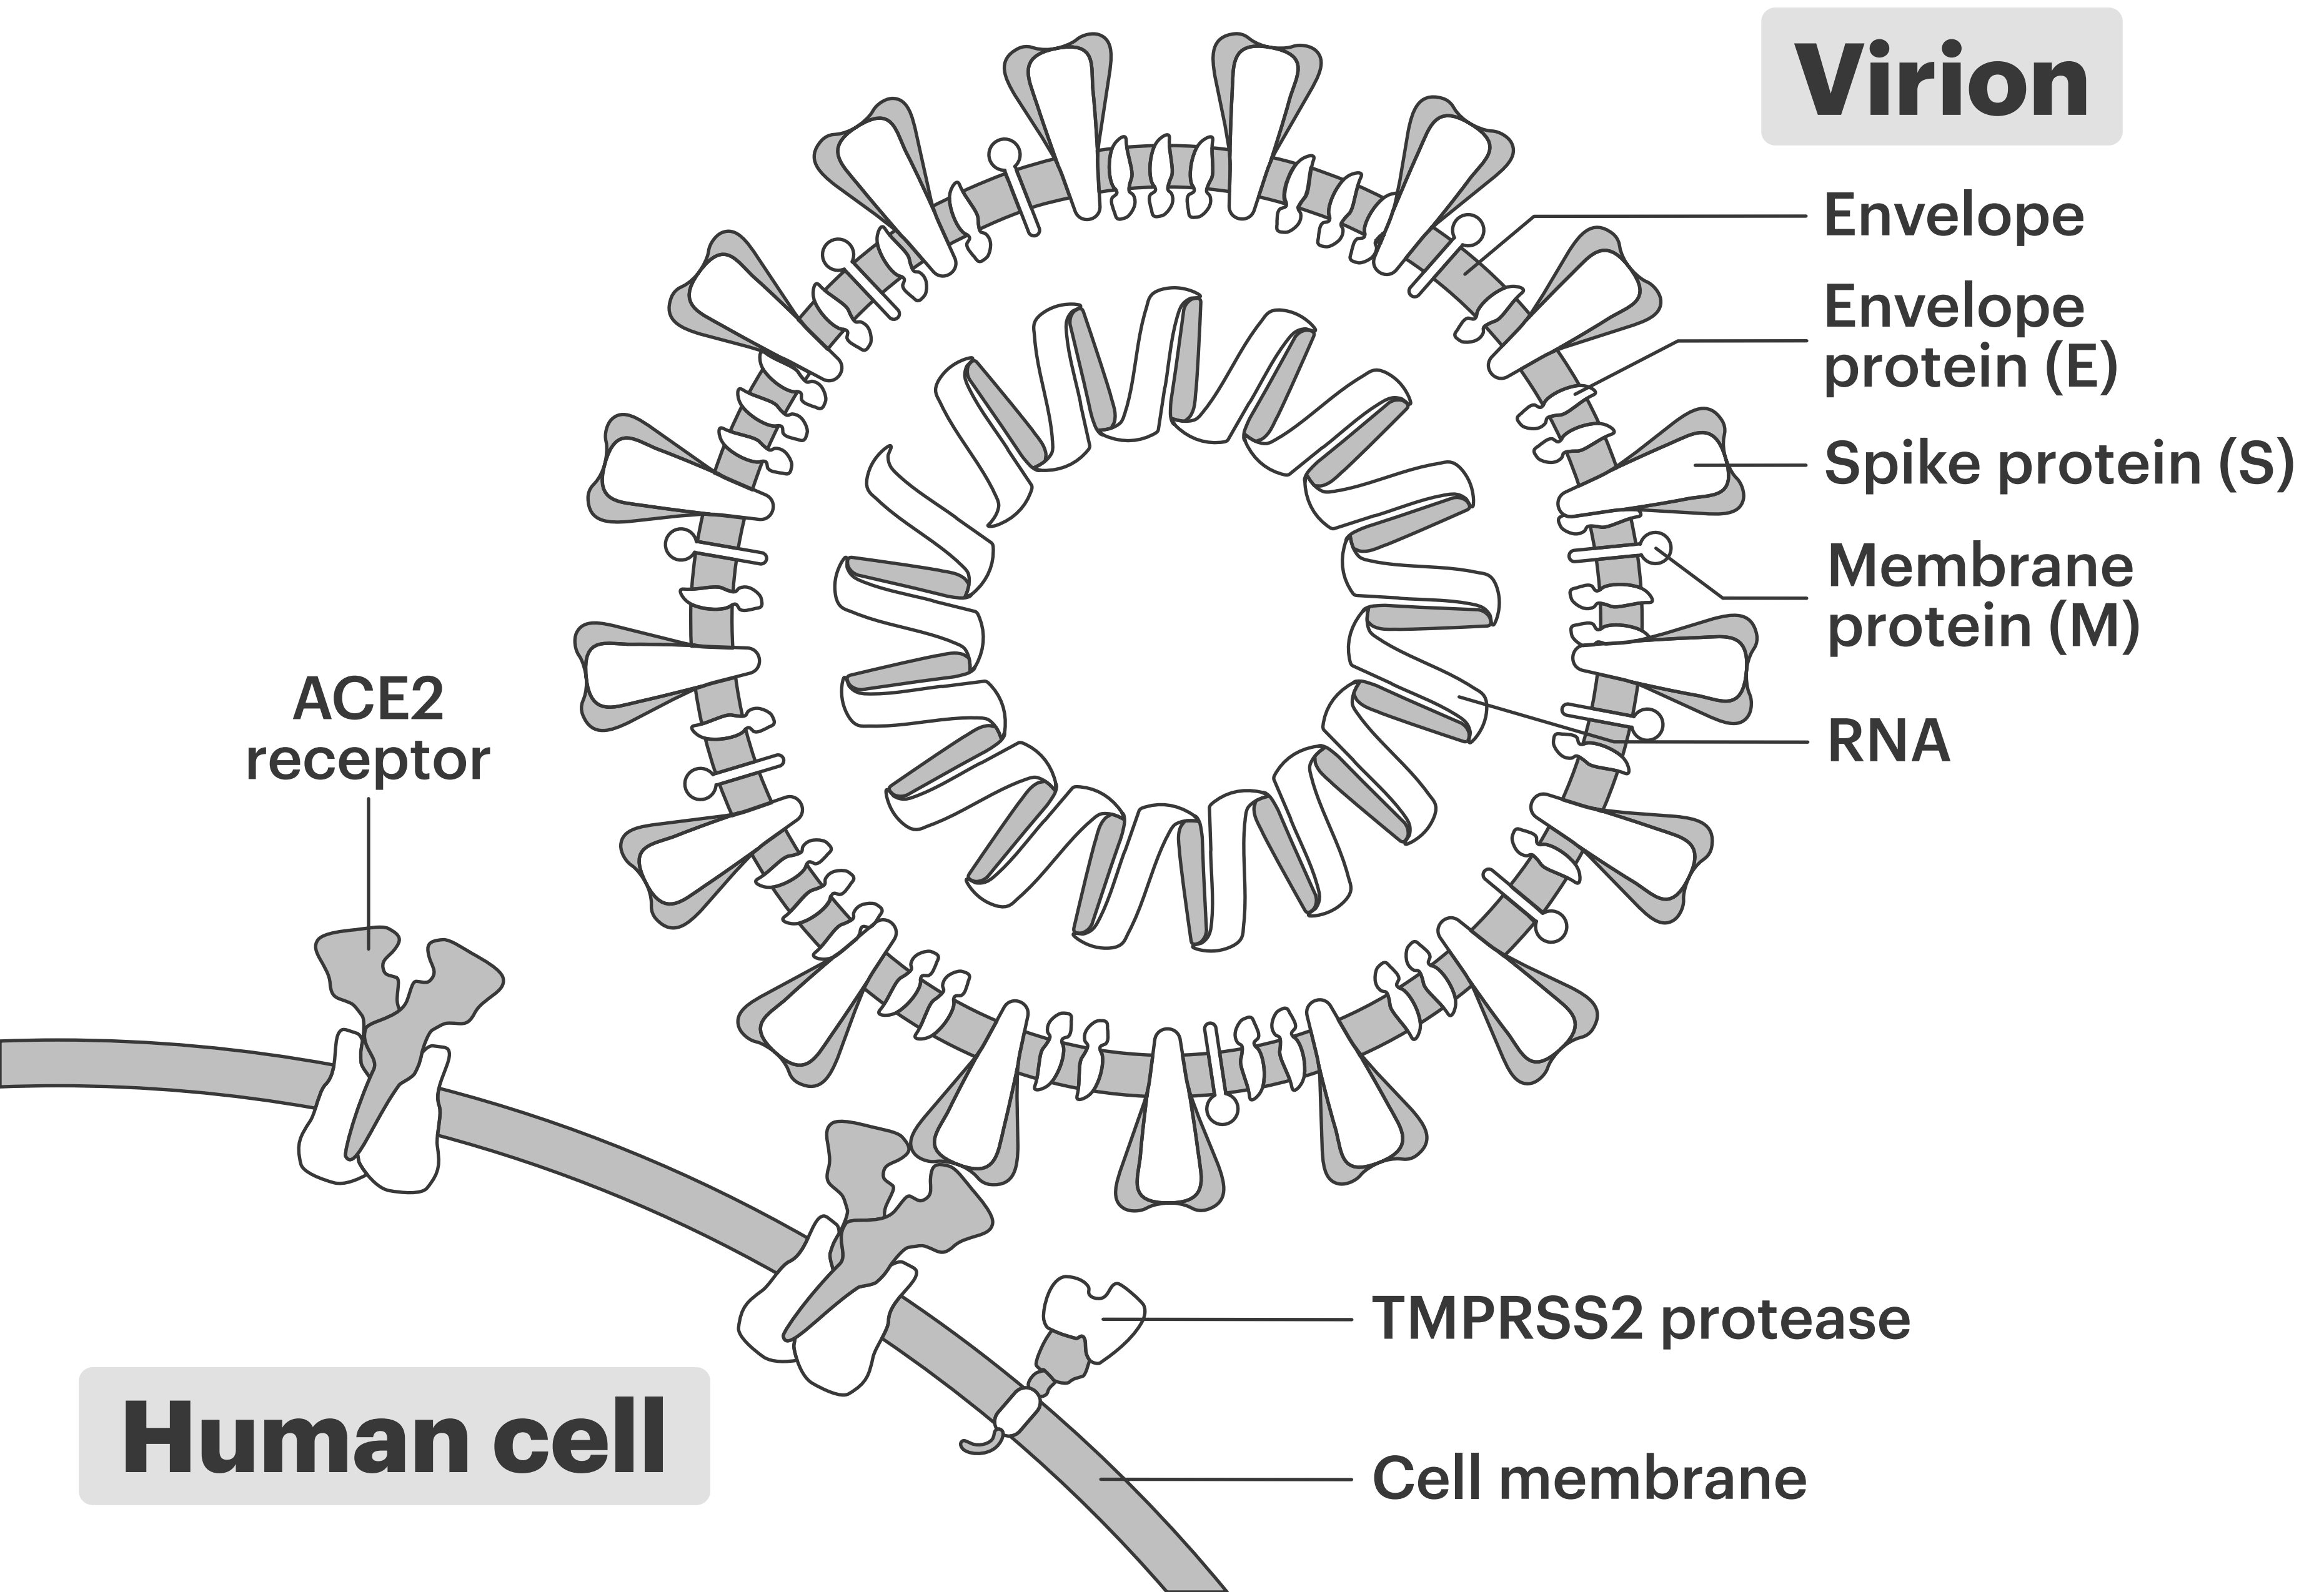 Virion
Envelope
Envelope
protein (E)
Spike protein (S)
Membrane
protein (M)
RNA
ACE2
receptor
TMPRSS2 protease
Human cell
Cell membrane